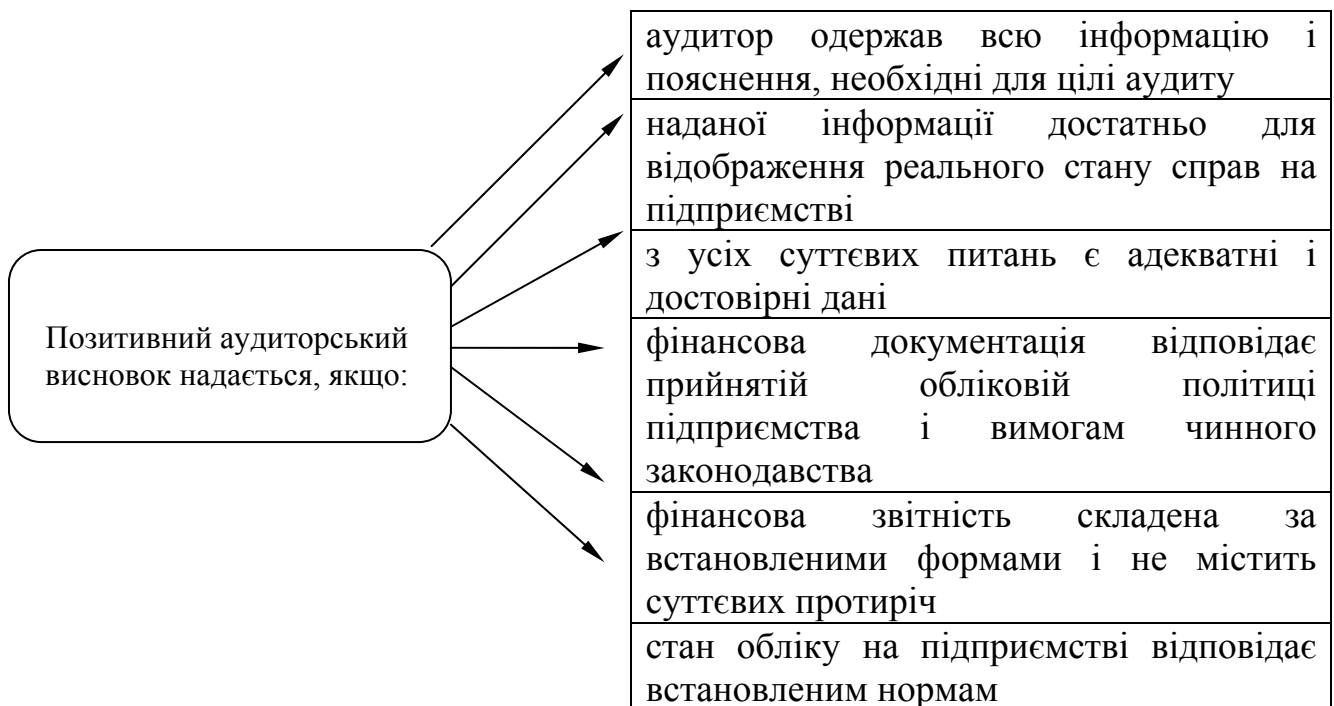 Позитивний аудиторський
висновок надається, якщо:
аудитор одержав всю інформацію і
пояснення, необхідні для цілі аудиту
наданої інформації достатньо для
відображення реального стану справ на
підприємстві
з усіх суттєвих питань є адекватні і
достовірні дані
фінансова документація відповідає
прийнятій обліковій політиці
підприємства і вимогам чинного
законодавства
фінансова звітність складена за
встановленими формами і не містить
суттєвих протиріч
стан обліку на підприємстві відповідає
встановленим нормам